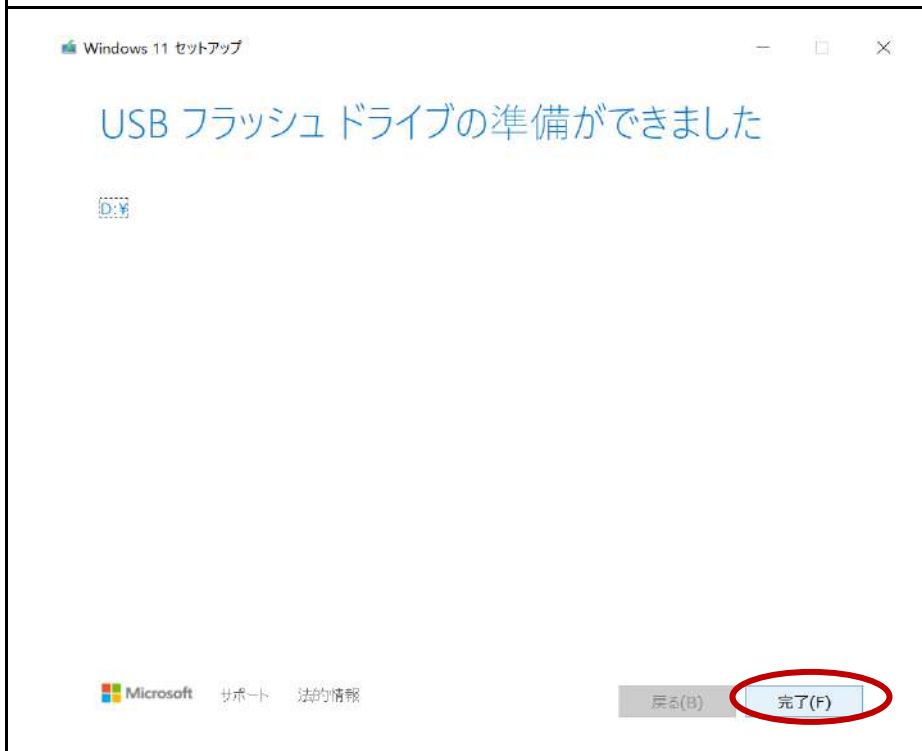 Windows 11 セットアップ
USB フラッシュ ドライブの準備ができました
D:¥
Microsoft サポート 法的情報 戻る(B) 完了(F)